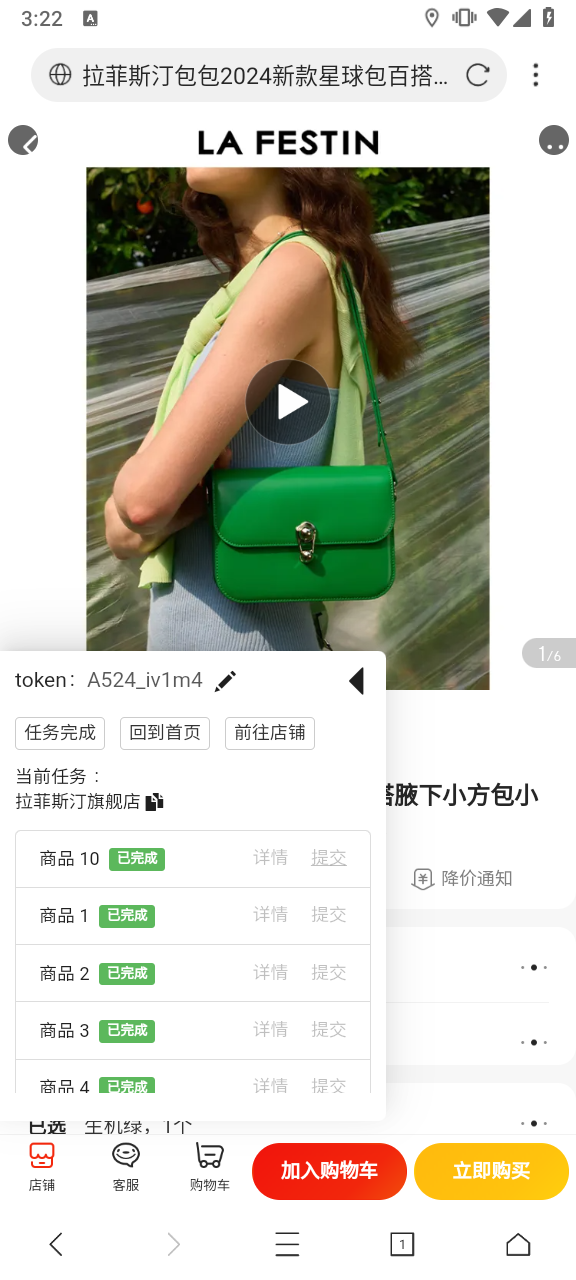 3:22
A
拉菲斯汀包包2024新款星球包百搭...
LA FESTIN
1/6
token： A524_iv1m4
任务完成
回到首页
前往店铺
当前任务：
拉菲斯汀旗舰店
搭腋下小方包小
商品 10 已完成 详情 提交
降价通知
商品 1 已完成 详情 提交
商品 2 已完成 详情 提交
商品 3 已完成 详情 提交
商品 4 已完成 详情 提交
已选 生机绿，1个
店铺
客服
购物车
加入购物车
立即购买
1